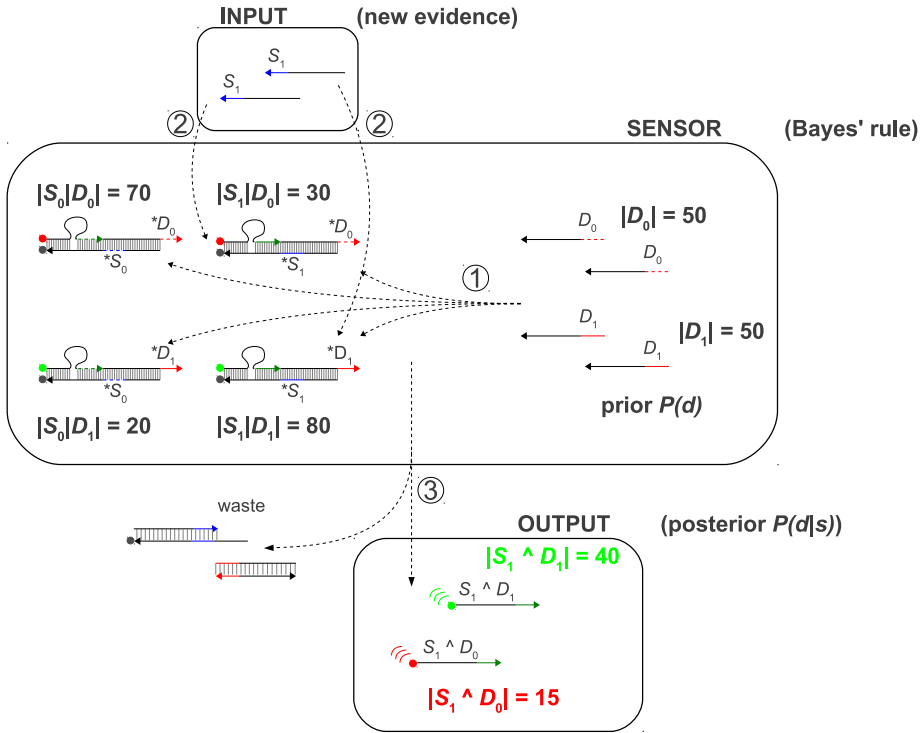 INPUT (new evidence)
S₁
S₁
② ②
SENSOR (Bayes' rule)
|S₀|D₀| = 70 |S₁|D₀| = 30 |D₀| = 50
*D₀ *D₀ D₀
*S₀ *S₁ D₀
①
D₁ |D₁| = 50
*D₁ *D₁ D₁
*S₀ *S₁
prior P(d)
|S₀|D₁| = 20 |S₁|D₁| = 80
③
waste
OUTPUT (posterior P(d|s))
|S₁ ^ D₁| = 40
S₁ ^ D₁
S₁ ^ D₀
|S₁ ^ D₀| = 15